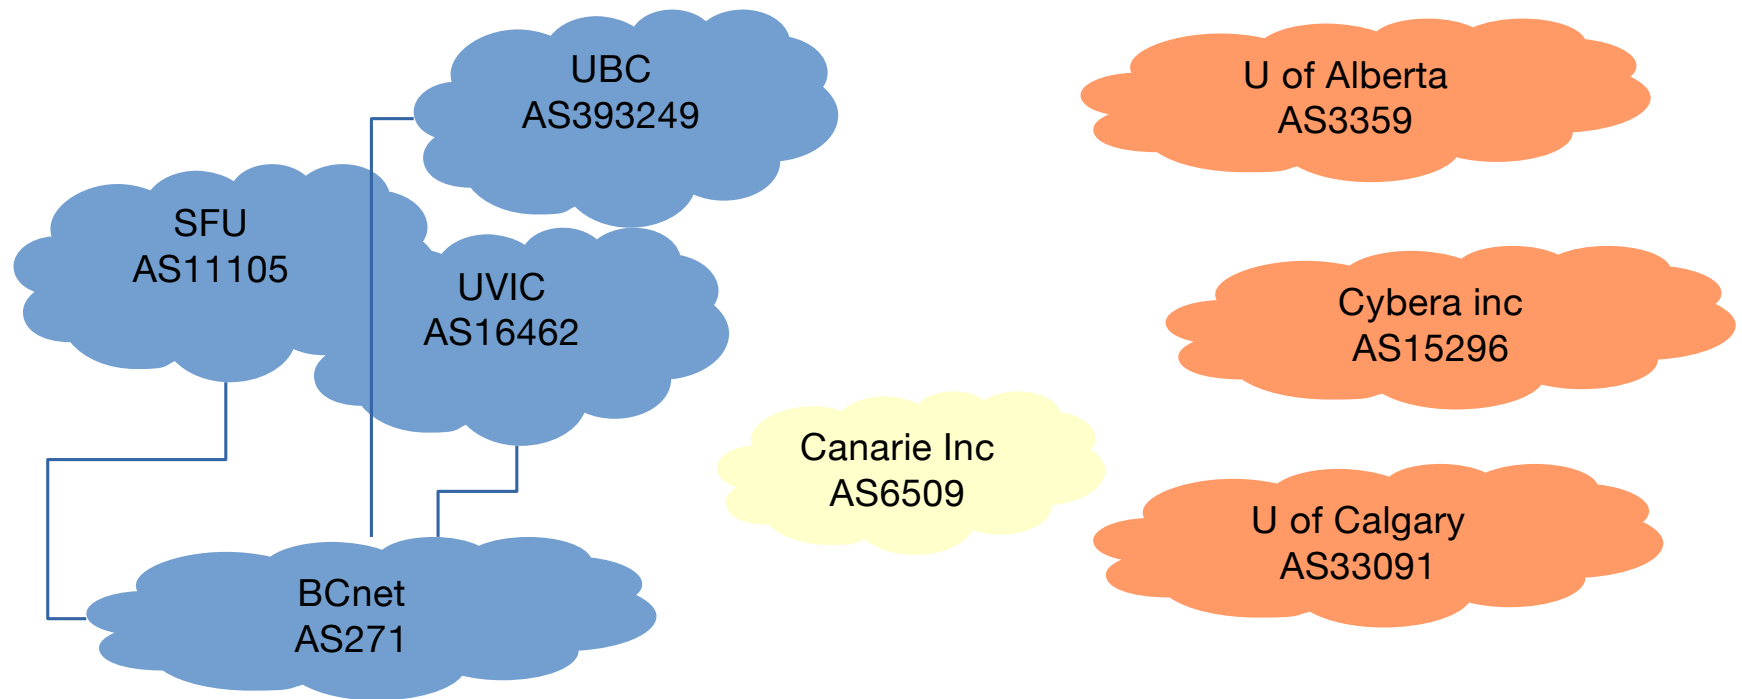 UBC
AS393249
U of Alberta
AS3359
SFU
AS11105
UVIC
AS16462
Cybera inc
AS15296
Canarie Inc
AS6509
U of Calgary
AS33091
BCnet
AS271